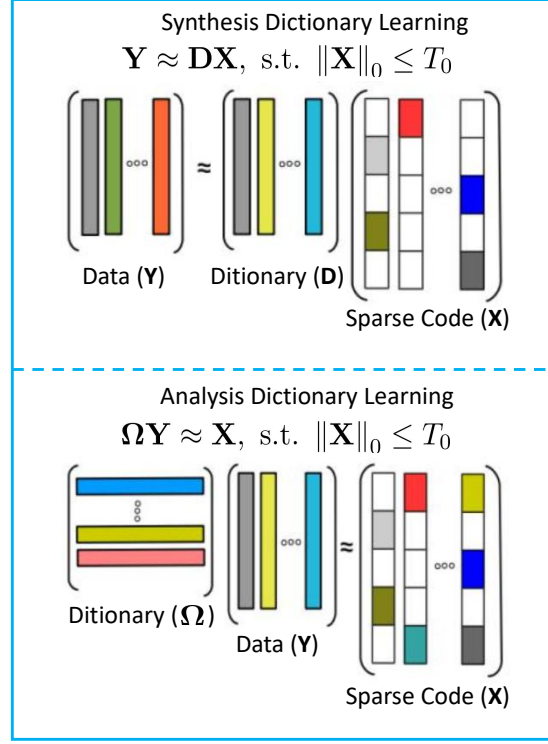 Synthesis Dictionary Learning
Y ≈ DX, s.t. ‖X‖₀ ≤ T₀
≈
Data (Y) Ditionary (D)
Sparse Code (X)
Analysis Dictionary Learning
ΩY ≈ X, s.t. ‖X‖₀ ≤ T₀
≈
Ditionary (Ω)
Data (Y)
Sparse Code (X)